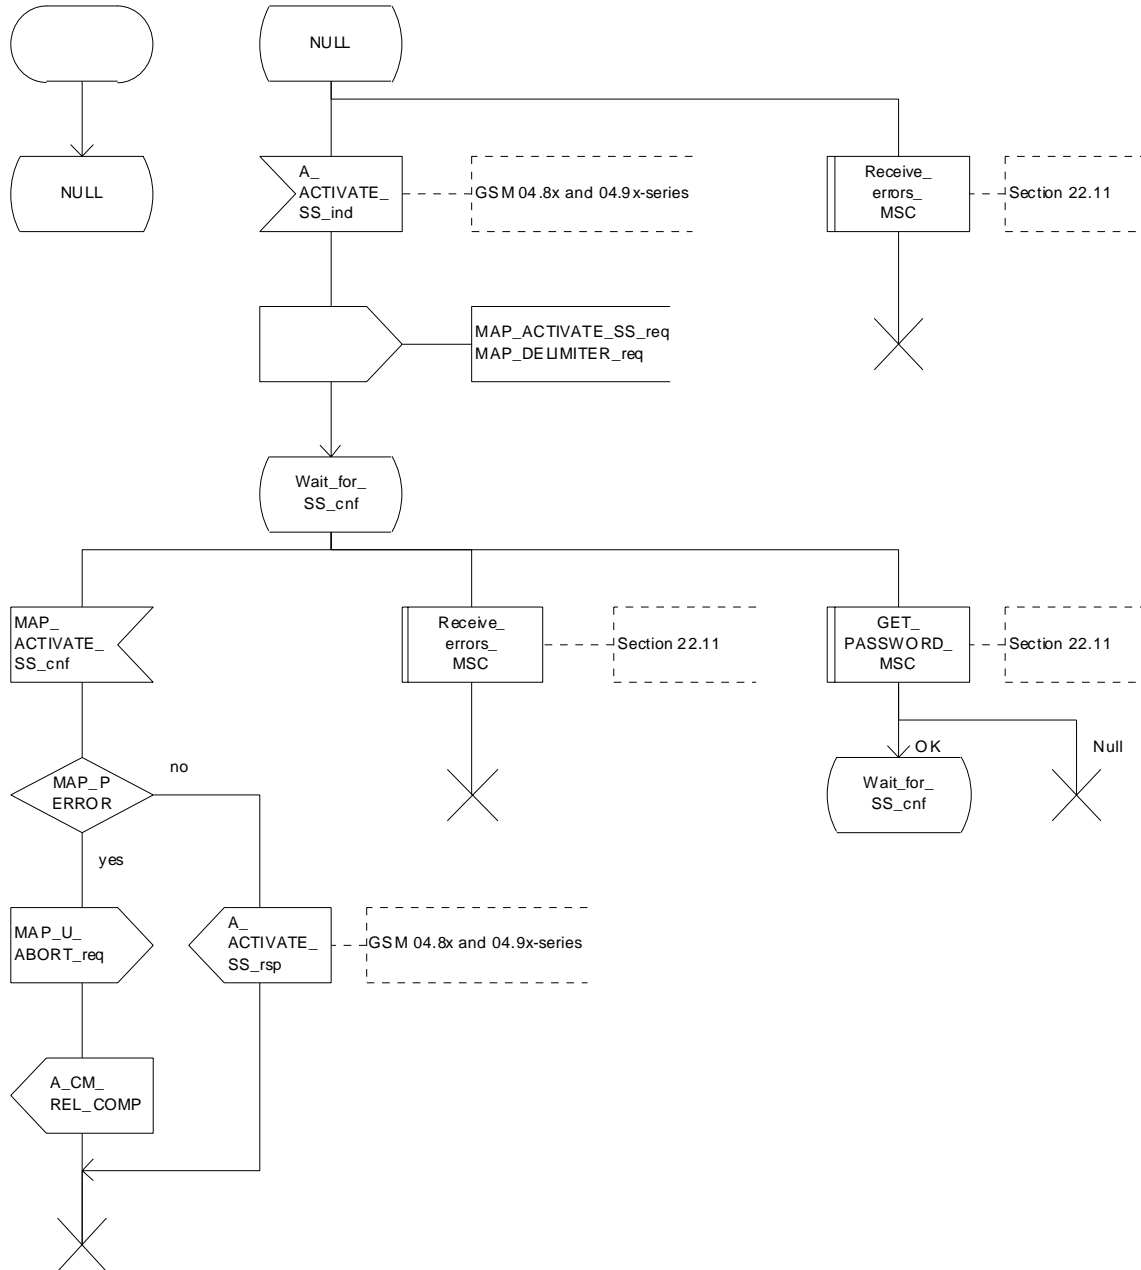 NULL
NULL
A_
ACTIVATE_
SS_ind
GSM 04.8x and 04.9x-series
Receive_
errors_
MSC
Section 22.11
MAP_ACTIVATE_SS_req
MAP_DELIMITER_req
Wait_for_
SS_cnf
MAP_
ACTIVATE_
SS_cnf
Receive_
errors_
MSC
Section 22.11
GET_
PASSWORD_
MSC
Section 22.11
OK
Null
no
MAP_P
ERROR
Wait_for_
SS_cnf
yes
MAP_U_
ABORT_req
A_
ACTIVATE_
SS_rsp
GSM 04.8x and 04.9x-series
A_CM_
REL_COMP